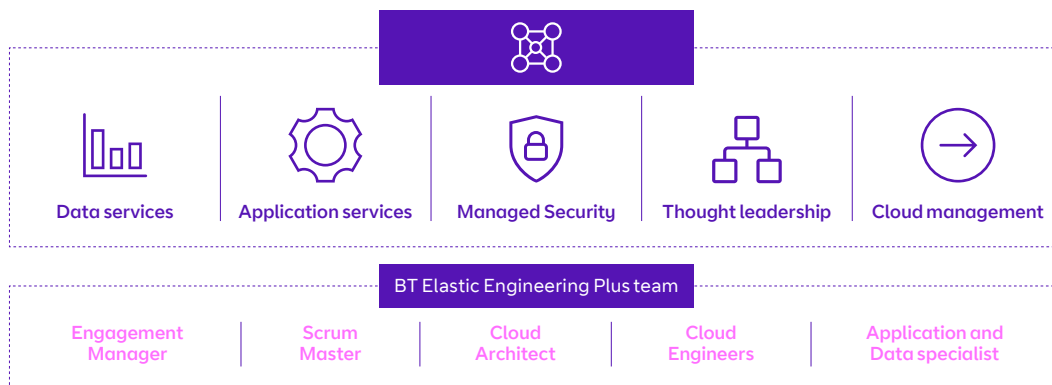 Data services
Application services
Managed Security
Thought leadership
Cloud management
BT Elastic Engineering Plus team
Engagement
Manager
Scrum
Master
Cloud
Architect
Cloud
Engineers
Application and
Data specialist